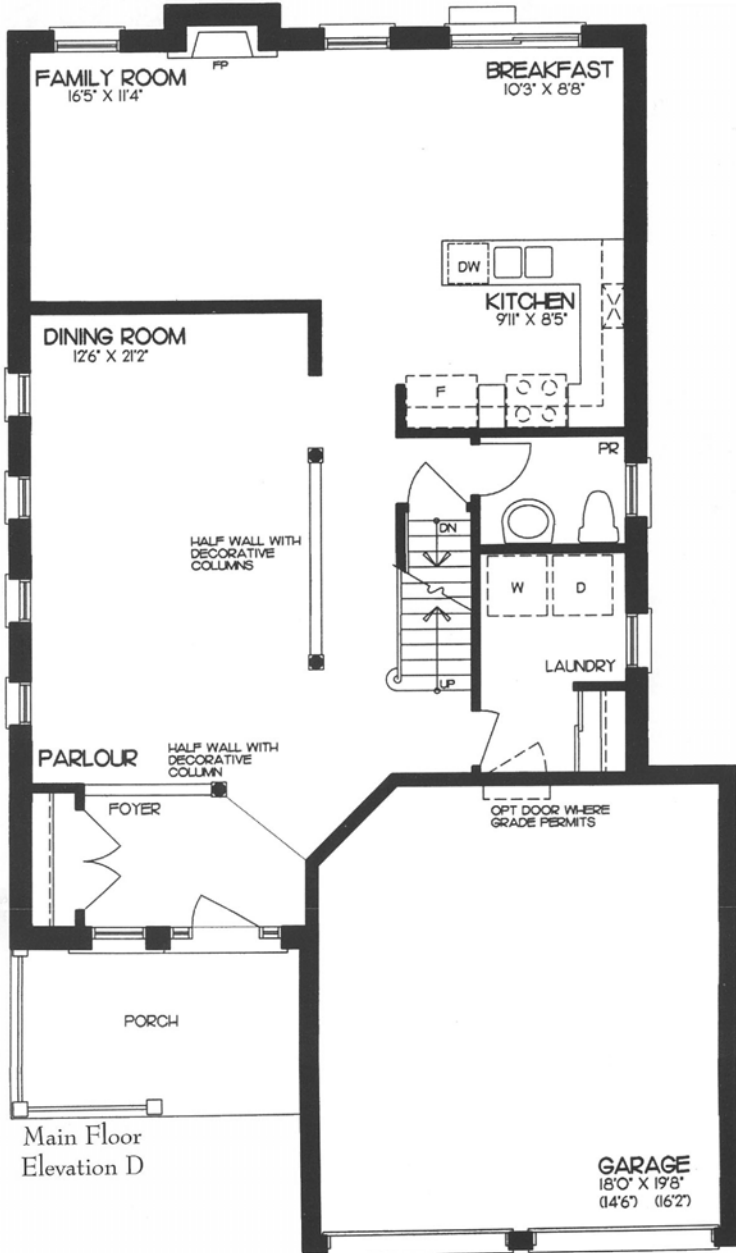 FP
FAMILY ROOM
16'5" X 11'4"
BREAKFAST
10'3" X 8'8"
DW
KITCHEN
9'11" X 8'5"
DINING ROOM
12'6" X 21'2"
F
PR
DN
HALF WALL WITH
DECORATIVE
COLUMNS
W
D
LAUNDRY
UP
PARLOUR
HALF WALL WITH
DECORATIVE
COLUMN
FOYER
OPT DOOR WHERE
GRADE PERMITS
PORCH
Main Floor
Elevation D
GARAGE
18'0" X 19'8"
(14'6") (16'2")